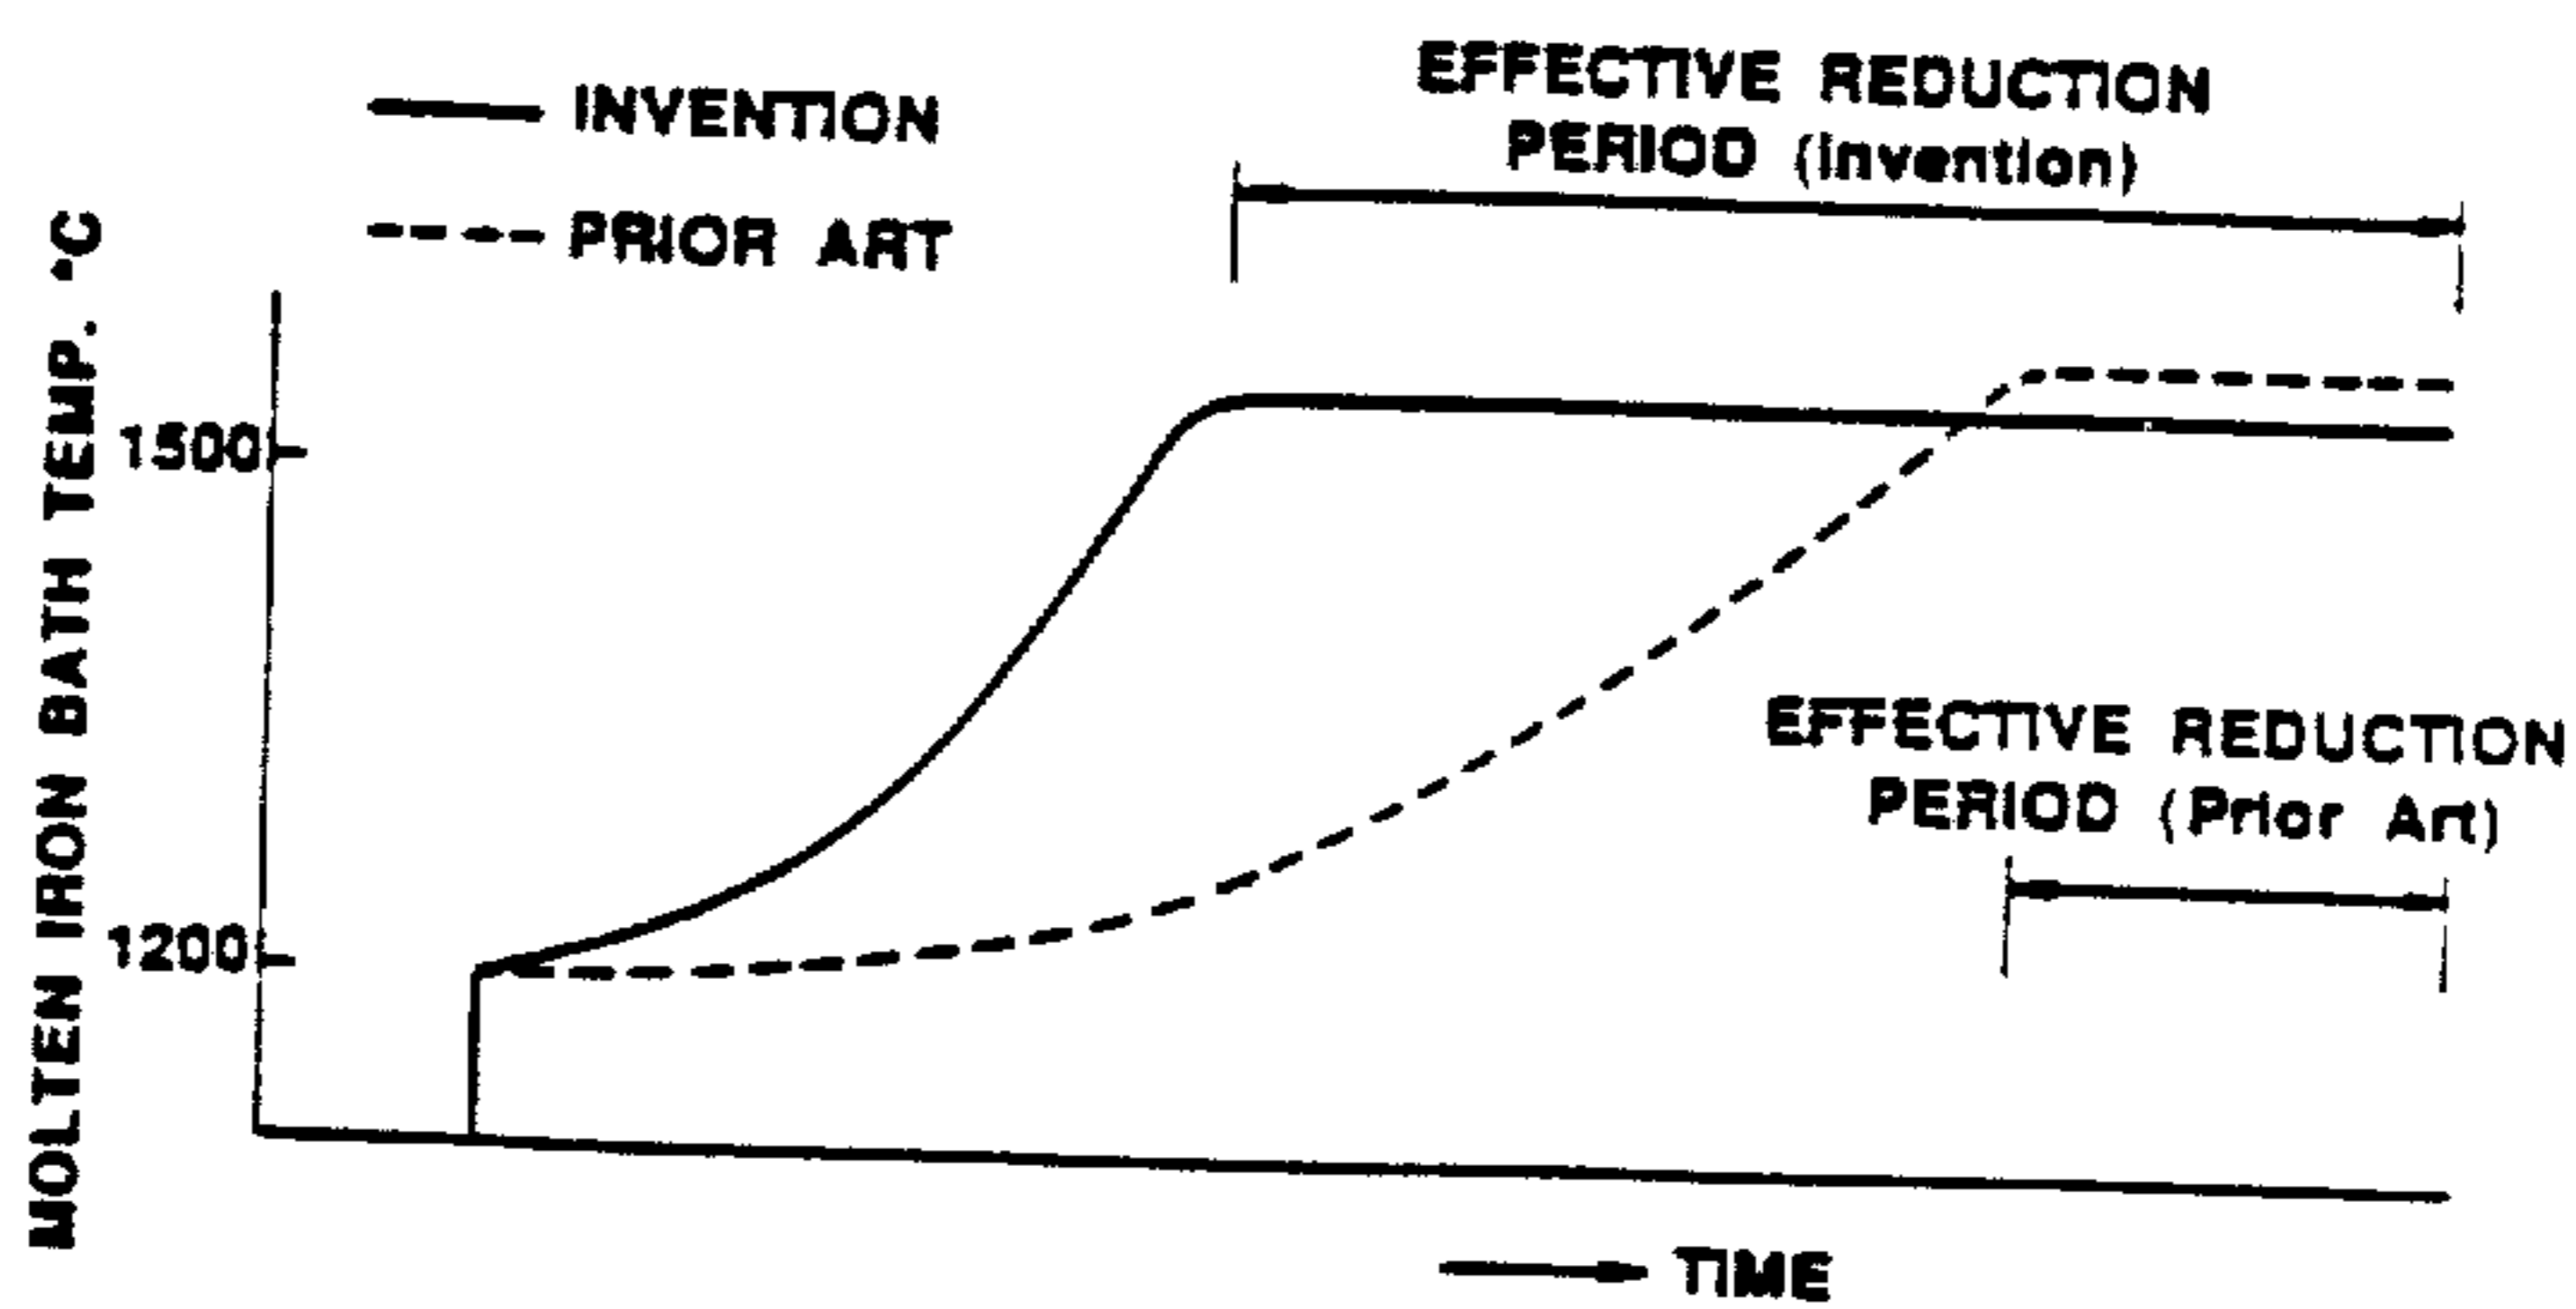 INVENTION
PRIOR ART
EFFECTIVE REDUCTION
PERIOD (Invention)
MOLTEN IRON BATH TEMP. °C
1500
1200
EFFECTIVE REDUCTION
PERIOD (Prior Art)
TIME